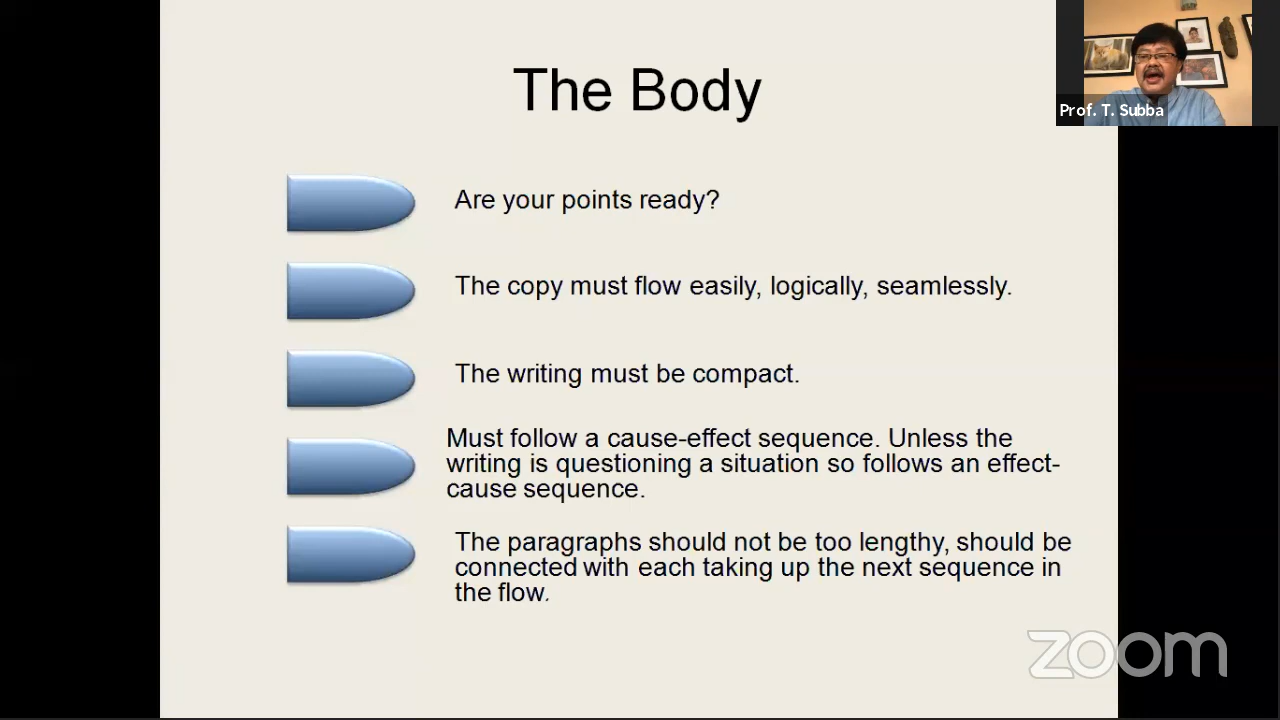 The Body
Prof. T. Subba
Are your points ready?
The copy must flow easily, logically, seamlessly.
The writing must be compact.
Must follow a cause-effect sequence. Unless the
writing is questioning a situation so follows an effect-
cause sequence.
The paragraphs should not be too lengthy, should be
connected with each taking up the next sequence in
the flow.
zoom